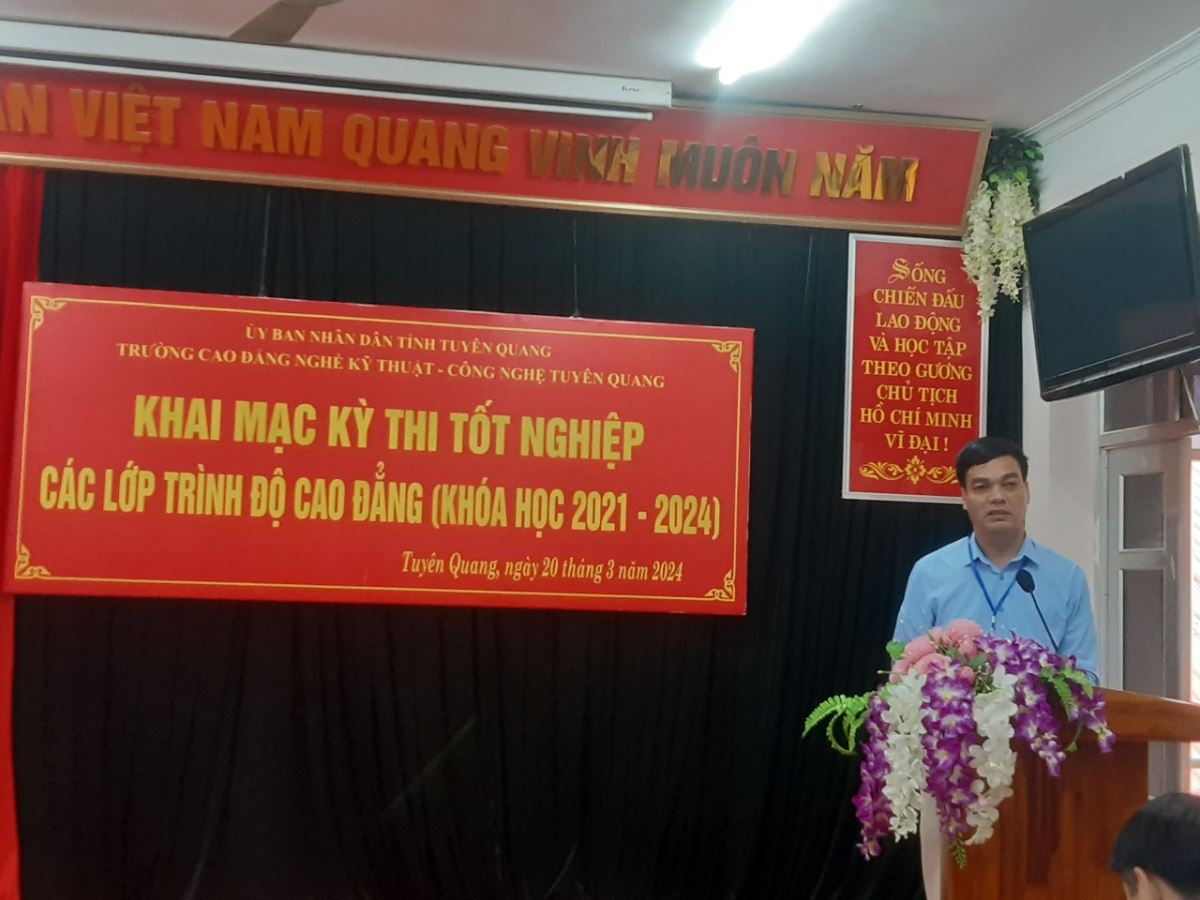 ÂN VIỆT NAM QUANG VINH MUÔN NĂM
ỦY BAN NHÂN DÂN TỈNH TUYÊN QUANG
TRƯỜNG CAO ĐẲNG NGHỀ KỸ THUẬT - CÔNG NGHỆ TUYÊN QUANG
KHAI MẠC KỲ THI TỐT NGHIỆP
CÁC LỚP TRÌNH ĐỘ CAO ĐẲNG (KHÓA HỌC 2021 - 2024)
Tuyên Quang, ngày 20 tháng 3 năm 2024
SỐNG
CHIẾN ĐẤU
LAO ĐỘNG
VÀ HỌC TẬP
THEO GƯƠNG
CHỦ TỊCH
HỒ CHÍ MINH
VĨ ĐẠI !